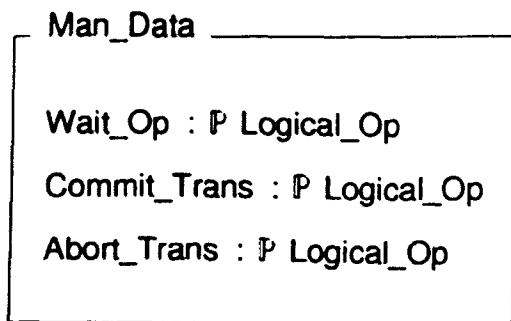 Man_Data
Wait_Op : ℙ Logical_Op
Commit_Trans : ℙ Logical_Op
Abort_Trans : ℙ Logical_Op